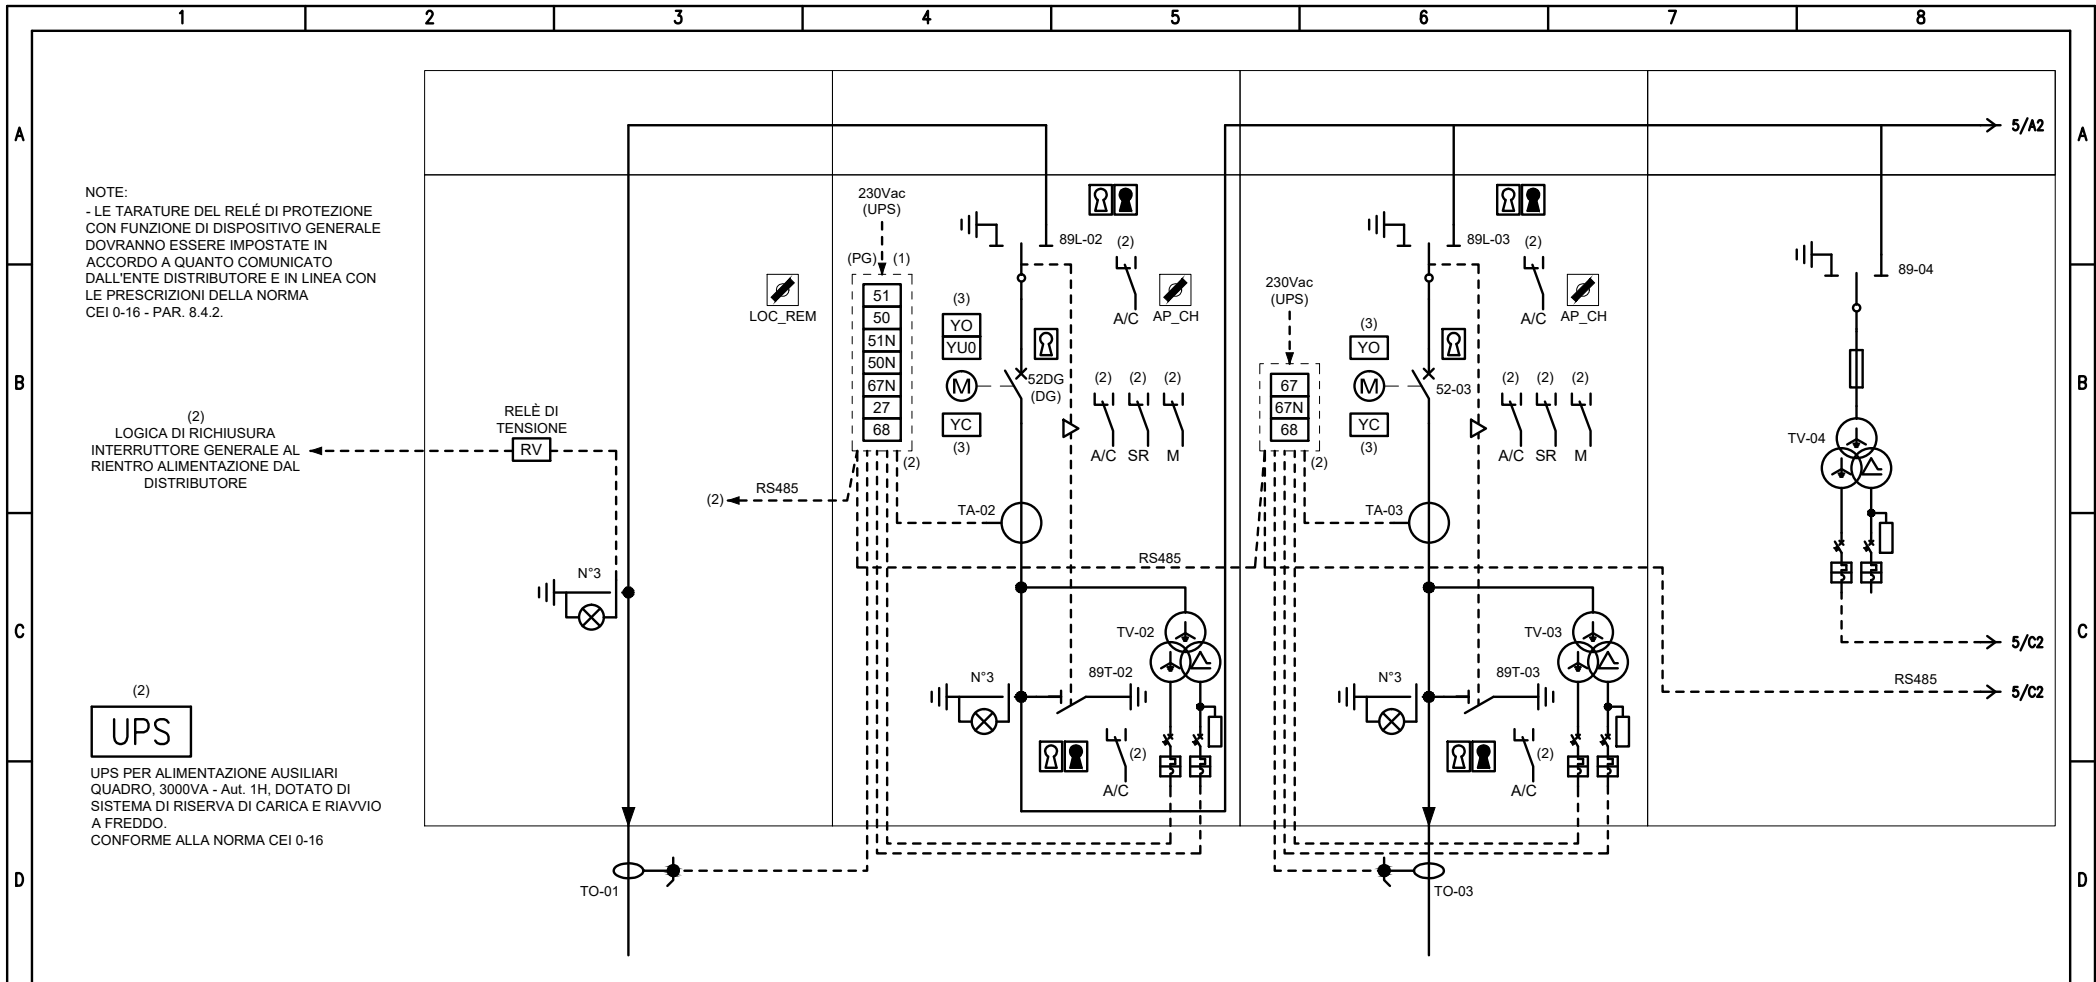 1 2 3 4 5 6 7 8
A A
5/A2
NOTE:
- LE TARATURE DEL RELÉ DI PROTEZIONE
CON FUNZIONE DI DISPOSITIVO GENERALE
DOVRANNO ESSERE IMPOSTATE IN
ACCORDO A QUANTO COMUNICATO
DALL'ENTE DISTRIBUTORE E IN LINEA CON
LE PRESCRIZIONI DELLA NORMA
CEI 0-16 - PAR. 8.4.2.
B B
(2)
LOGICA DI RICHIUSURA
INTERRUTTORE GENERALE AL
RIENTRO ALIMENTAZIONE DAL
DISTRIBUTORE
RELÈ DI
TENSIONE
RV
LOC_REM
230Vac
(UPS)
(PG) (1)
51
50
51N
50N
67N
27
68
(2)
(2) RS485
(3)
YO
YU0
M
YC
(3)
89L-02
(2)
A/C
AP_CH
52DG
(DG)
(2) (2) (2)
A/C SR M
TA-02
RS485
230Vac
(UPS)
67
67N
68
(2)
(3)
YO
M
YC
(3)
89L-03
(2)
A/C
AP_CH
52-03
(2) (2) (2)
A/C SR M
TA-03
89-04
TV-04
C C
N°3
TV-02
N°3
89T-02
(2)
A/C
TV-03
N°3
89T-03
(2)
A/C
5/C2
RS485
5/C2
(2)
UPS
UPS PER ALIMENTAZIONE AUSILIARI
QUADRO, 3000VA - Aut. 1H, DOTATO DI
SISTEMA DI RISERVA DI CARICA E RIAVVIO
A FREDDO.
CONFORME ALLA NORMA CEI 0-16
D D
TO-01
TO-03